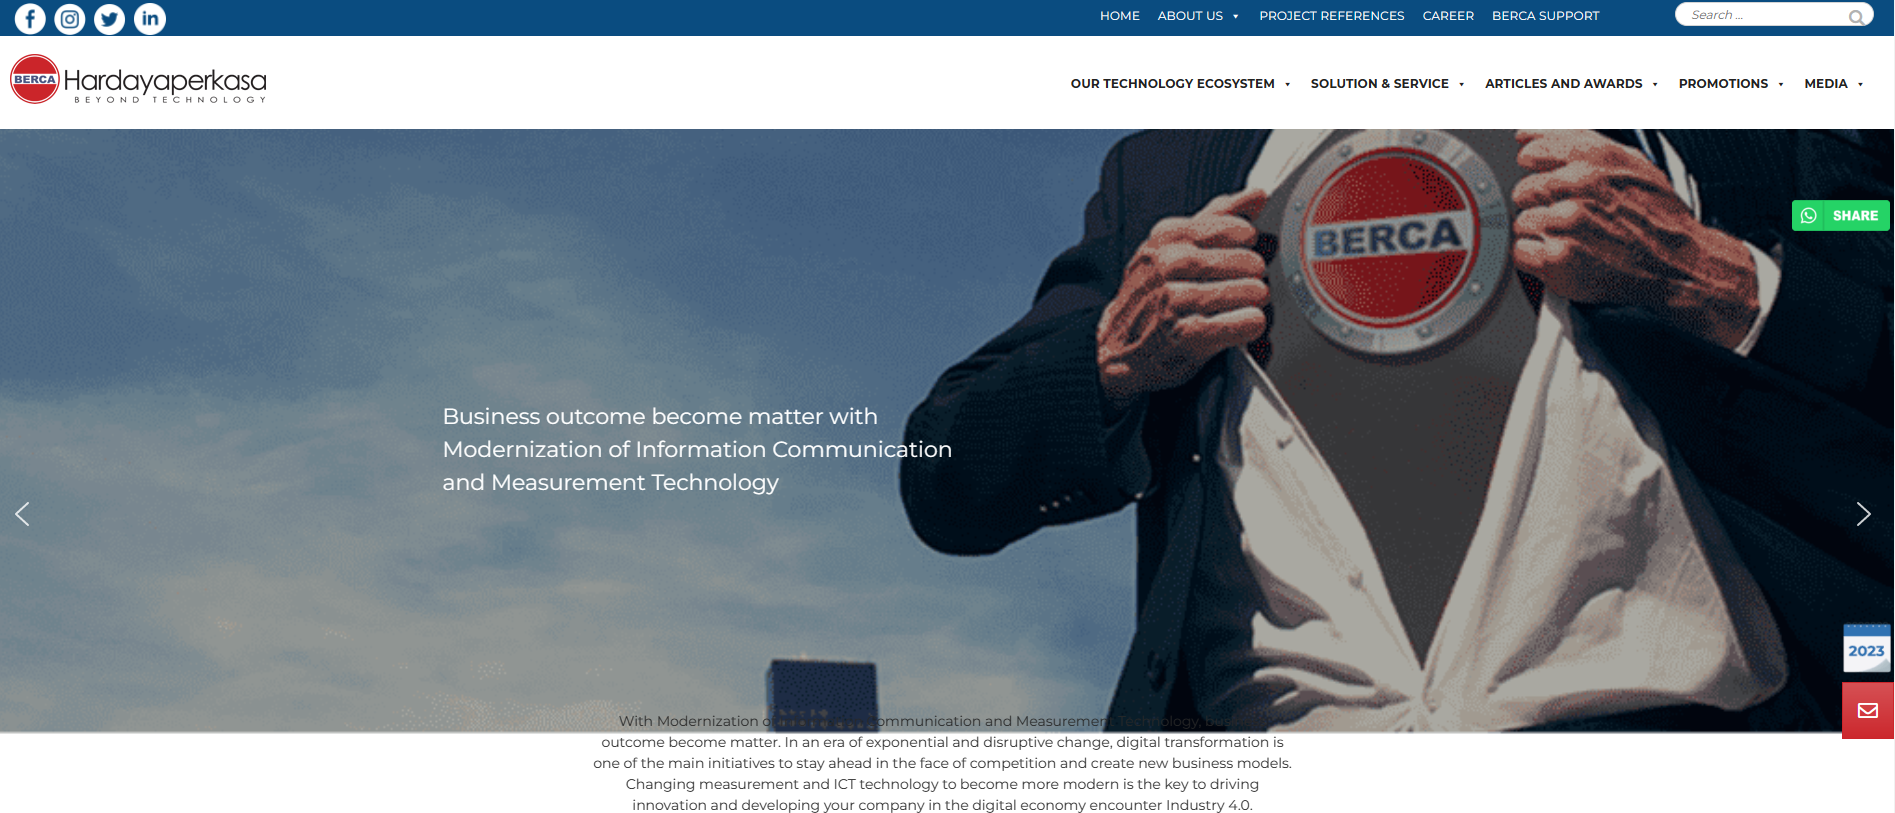 HOME ABOUT US PROJECT REFERENCES CAREER BERCA SUPPORT Search ...
BERCA Hardayaperkasa
BEYOND TECHNOLOGY
OUR TECHNOLOGY ECOSYSTEM SOLUTION & SERVICE ARTICLES AND AWARDS PROMOTIONS MEDIA
BERCA
SHARE
Business outcome become matter with
Modernization of Information Communication
and Measurement Technology
2023
With Modernization ommunication and Measurement Technology,
outcome become matter. In an era of exponential and disruptive change, digital transformation is
one of the main initiatives to stay ahead in the face of competition and create new business models.
Changing measurement and ICT technology to become more modern is the key to driving
innovation and developing your company in the digital economy encounter Industry 4.0.